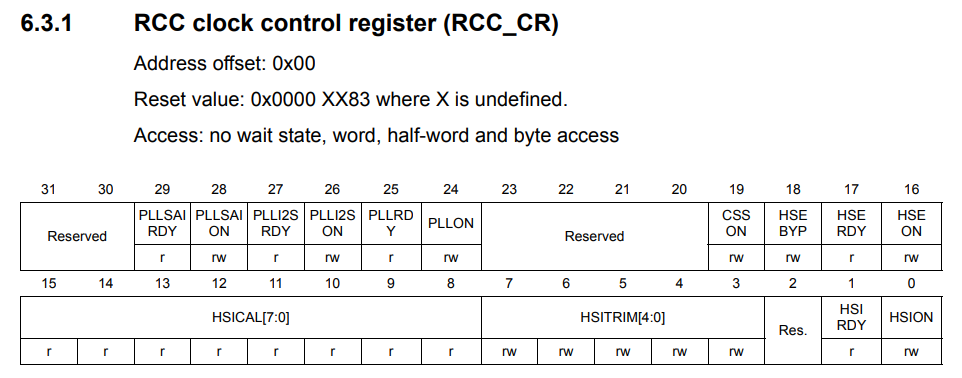 6.3.1 RCC clock control register (RCC_CR)
Address offset: 0x00
Reset value: 0x0000 XX83 where X is undefined.
Access: no wait state, word, half-word and byte access
31 30 29 28 27 26 25 24 23 22 21 20 19 18 17 16
Reserved PLLSAI RDY PLLSAI ON PLLI2S RDY PLLI2S ON PLLRD Y PLLON Reserved CSS ON HSE BYP HSE RDY HSE ON
r rw r rw r rw rw rw r rw
15 14 13 12 11 10 9 8 7 6 5 4 3 2 1 0
HSICAL[7:0] HSITRIM[4:0] Res. HSI RDY HSION
r r r r r r r r rw rw rw rw rw r rw